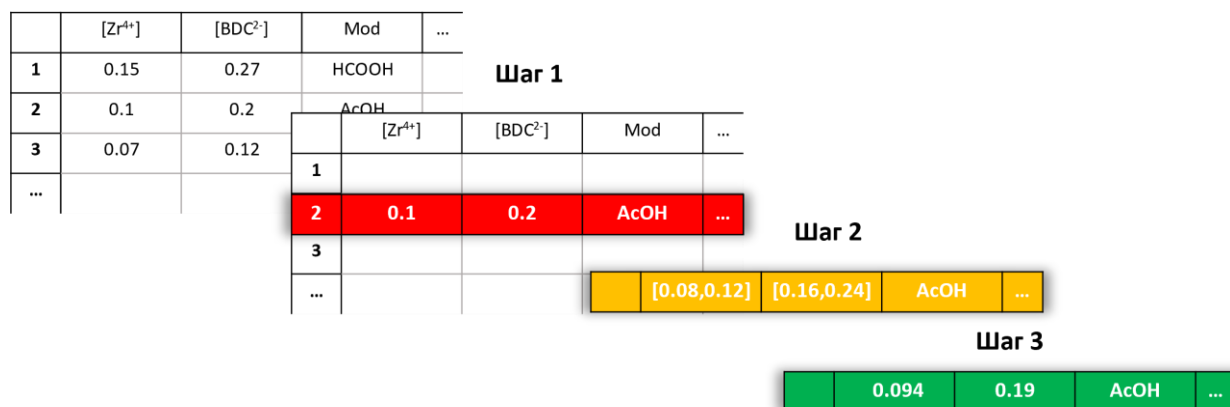 [Zr⁴⁺] [BDC²⁻] Mod ...
1 0.15 0.27 HCOOH
Шаг 1
2 0.1 0.2 AcOH
3 0.07 0.12
...
[Zr⁴⁺] [BDC²⁻] Mod ...
1
2 0.1 0.2 AcOH ...
Шаг 2
3
...
[0.08,0.12] [0.16,0.24] AcOH ...
Шаг 3
0.094 0.19 AcOH ...